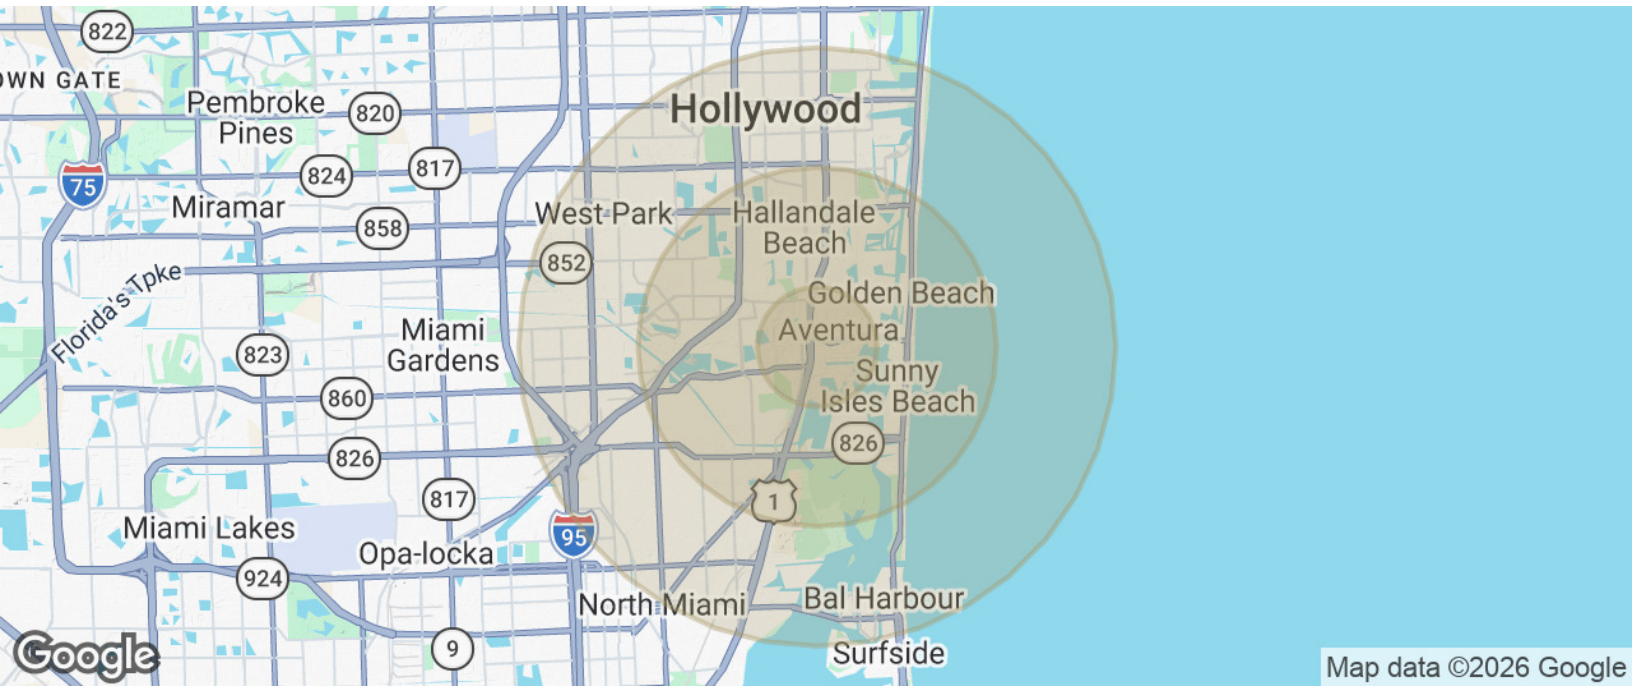 822
OWN GATE
Pembroke
Pines
820
Hollywood
75
824
817
Miramar
858
West Park
Hallandale
Beach
852
Florida's Tpke
Golden Beach
Miami
Gardens
Aventura
823
Sunny
Isles Beach
860
826
826
817
1
Miami Lakes
95
Opa-locka
924
North Miami
Bal Harbour
9
Surfside
Google
Map data ©2026 Google